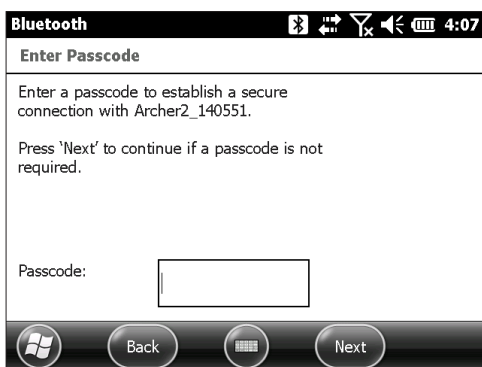 Bluetooth 4:07
Enter Passcode
Enter a passcode to establish a secure
connection with Archer2_140551.
Press `Next' to continue if a passcode is not
required.
Passcode:
Back Next